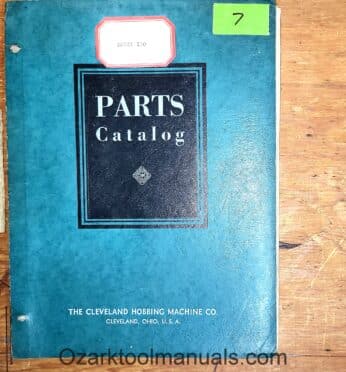 7
PARTS
Catalog
THE CLEVELAND HOBBING MACHINE CO.
CLEVELAND, OHIO, U.S.A.
Ozarktoolmanuals.com